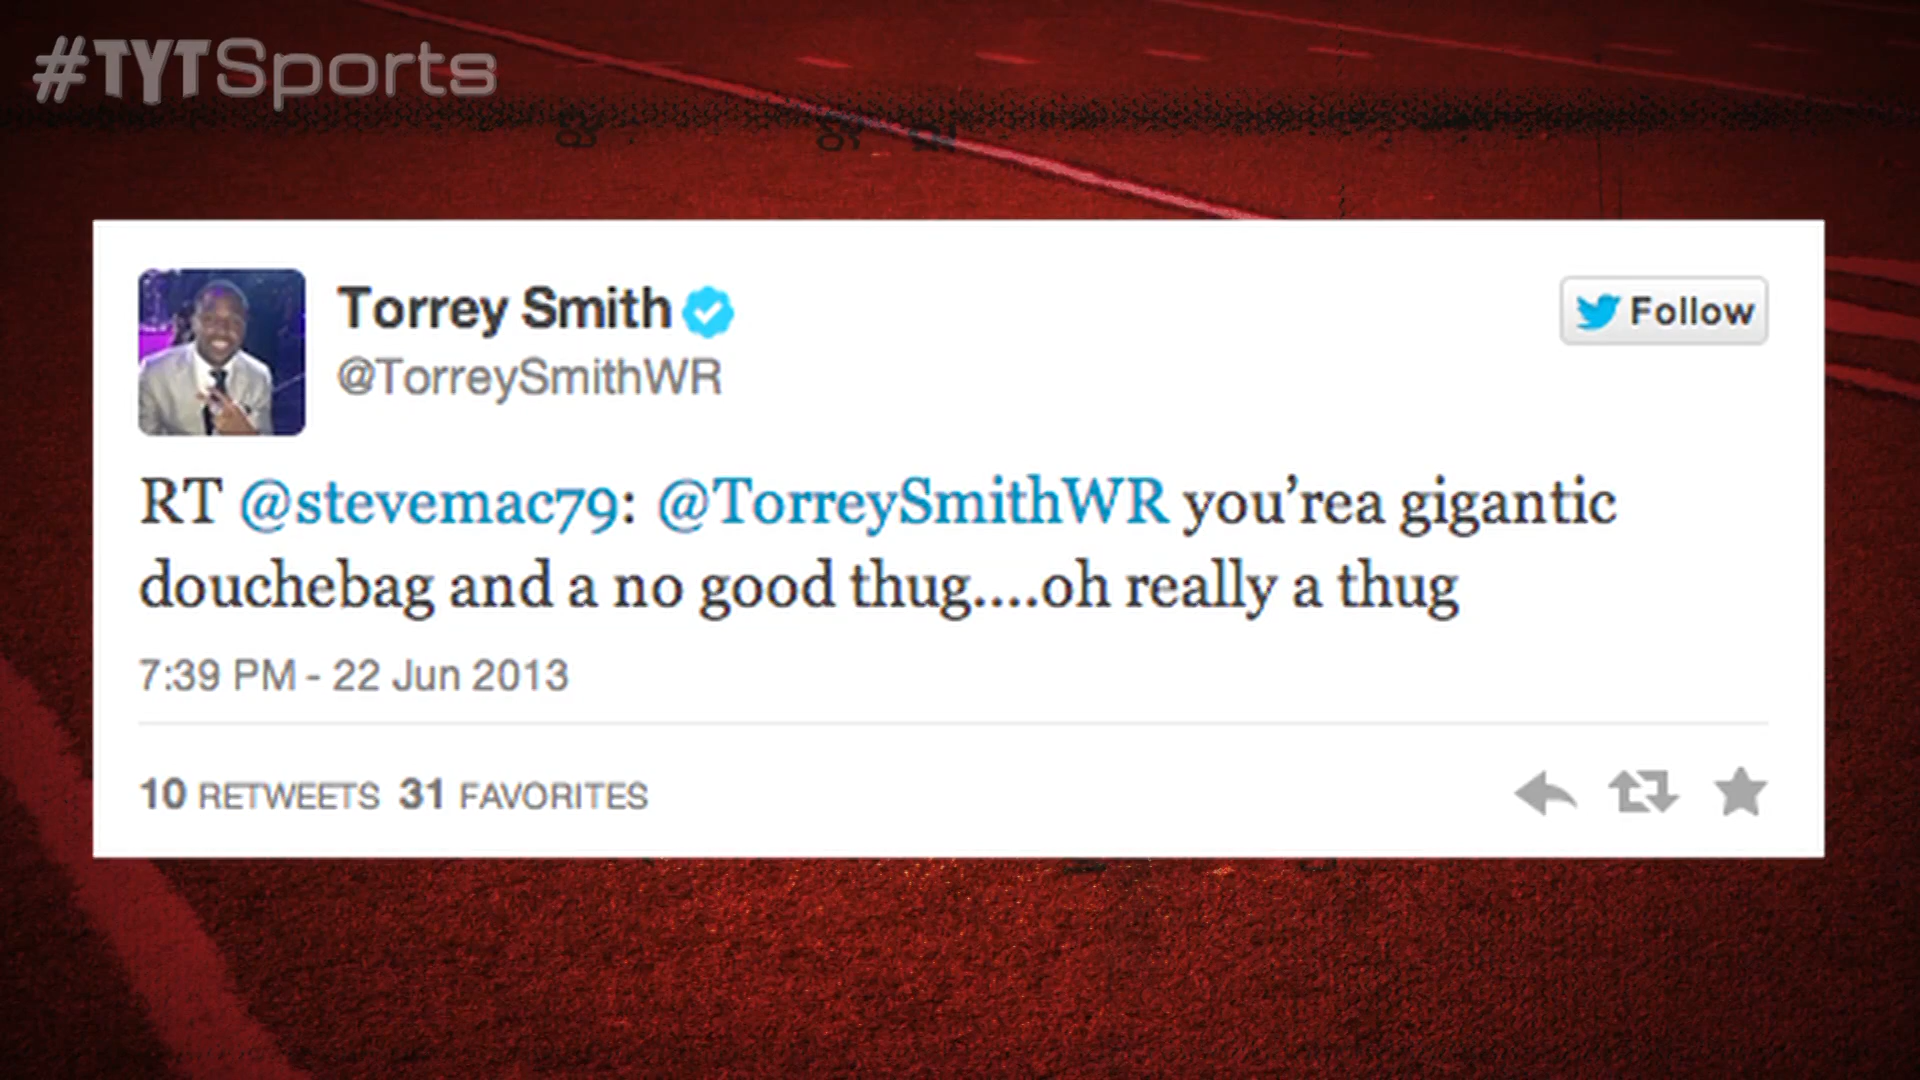 #TYTSports
Torrey Smith
Follow
@TorreySmithWR
RT @stevemac79: @TorreySmithWR you'rea gigantic
douchebag and a no good thug....oh really a thug
7:39 PM - 22 Jun 2013
10 RETWEETS 31 FAVORITES